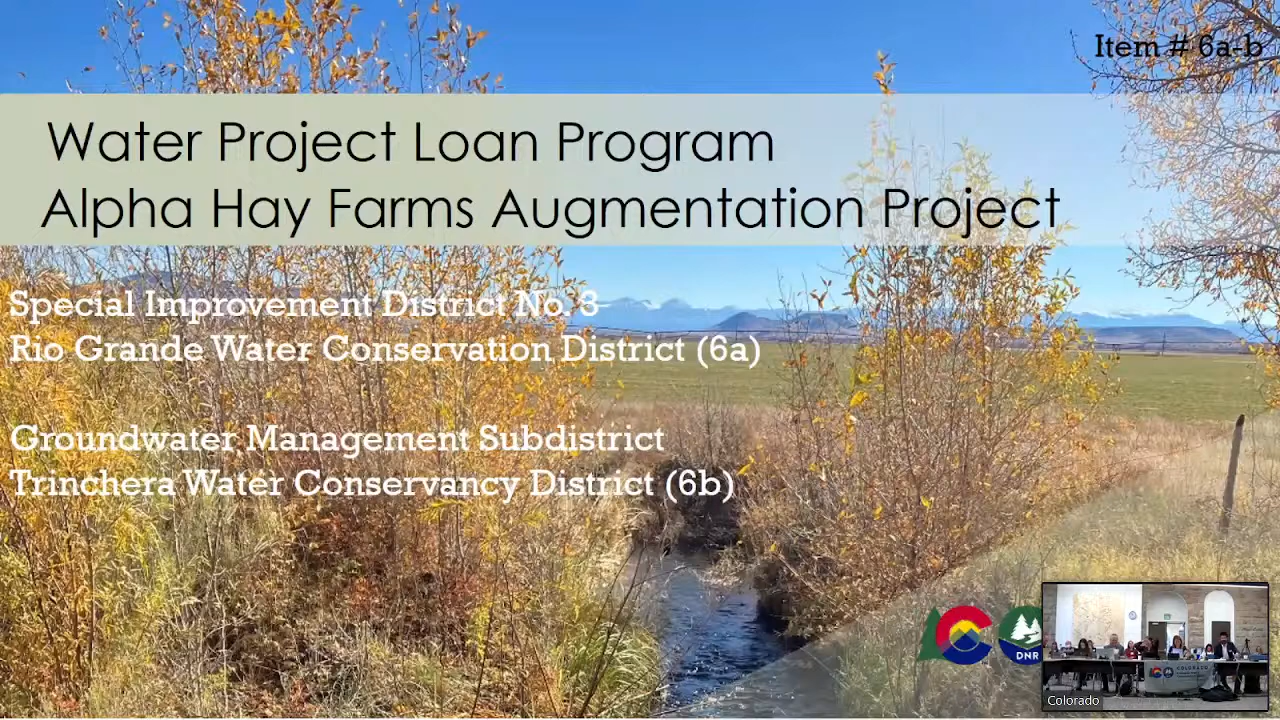 Item # 6a-b
Water Project Loan Program
Alpha Hay Farms Augmentation Project
Special Improvement District No. 3
Rio Grande Water Conservation District (6a)
Groundwater Management Subdistrict
Trinchera Water Conservancy District (6b)
DNR
COLORADO
Colorado